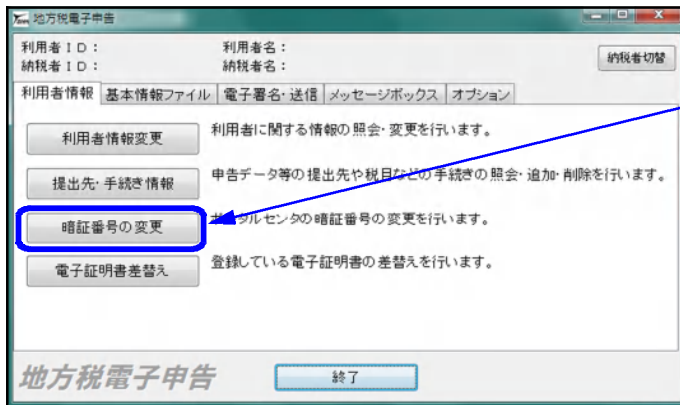 地方税電子申告
利用者ID： 利用者名：
納税者ID： 納税者名： 納税者切替
利用者情報 基本情報ファイル 電子署名・送信 メッセージボックス オプション
利用者情報変更 利用者に関する情報の照会・変更を行います。
提出先・手続き情報 申告データ等の提出先や税目などの手続きの照会・追加・削除を行います。
暗証番号の変更 タルセンタの暗証番号の変更を行います。
電子証明書差替え 登録している電子証明書の差替えを行います。
地方税電子申告 終了